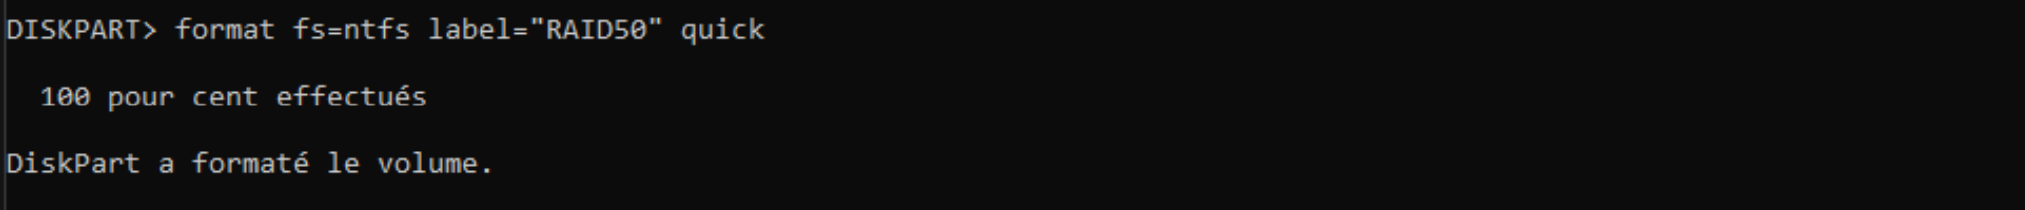 DISKPART> format fs=ntfs label="RAID50" quick
100 pour cent effectués
DiskPart a formaté le volume.